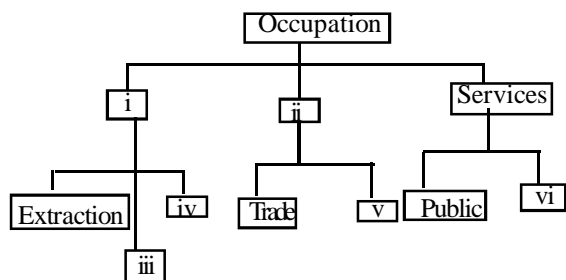 Occupation
i
ii
Services
Extraction
iv
Trade
v
Public
vi
iii